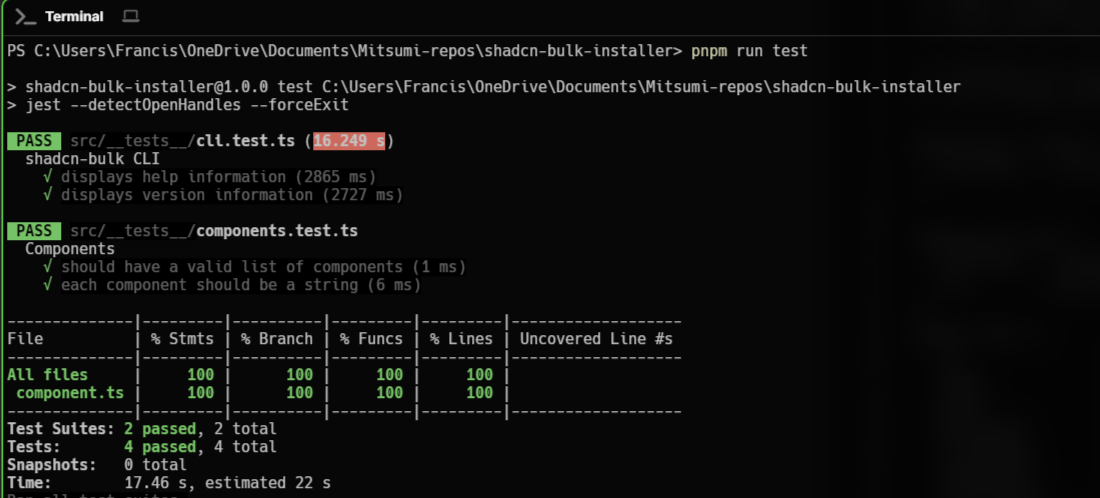 Terminal
PS C:\Users\Francis\OneDrive\Documents\Mitsumi-repos\shadcn-bulk-installer> pnpm run test
> shadcn-bulk-installer@1.0.0 test C:\Users\Francis\OneDrive\Documents\Mitsumi-repos\shadcn-bulk-installer
> jest --detectOpenHandles --forceExit
PASS src/__tests__/cli.test.ts (16.249 s)
shadcn-bulk CLI
√ displays help information (2865 ms)
√ displays version information (2727 ms)
PASS src/__tests__/components.test.ts
Components
√ should have a valid list of components (1 ms)
√ each component should be a string (6 ms)
--------------|---------|----------|---------|---------|-------------------
File          | % Stmts | % Branch | % Funcs | % Lines | Uncovered Line #s
--------------|---------|----------|---------|---------|-------------------
All files     |     100 |      100 |     100 |     100 |
 component.ts |     100 |      100 |     100 |     100 |
--------------|---------|----------|---------|---------|-------------------
Test Suites: 2 passed, 2 total
Tests:       4 passed, 4 total
Snapshots:   0 total
Time:        17.46 s, estimated 22 s
Ran all test suites.